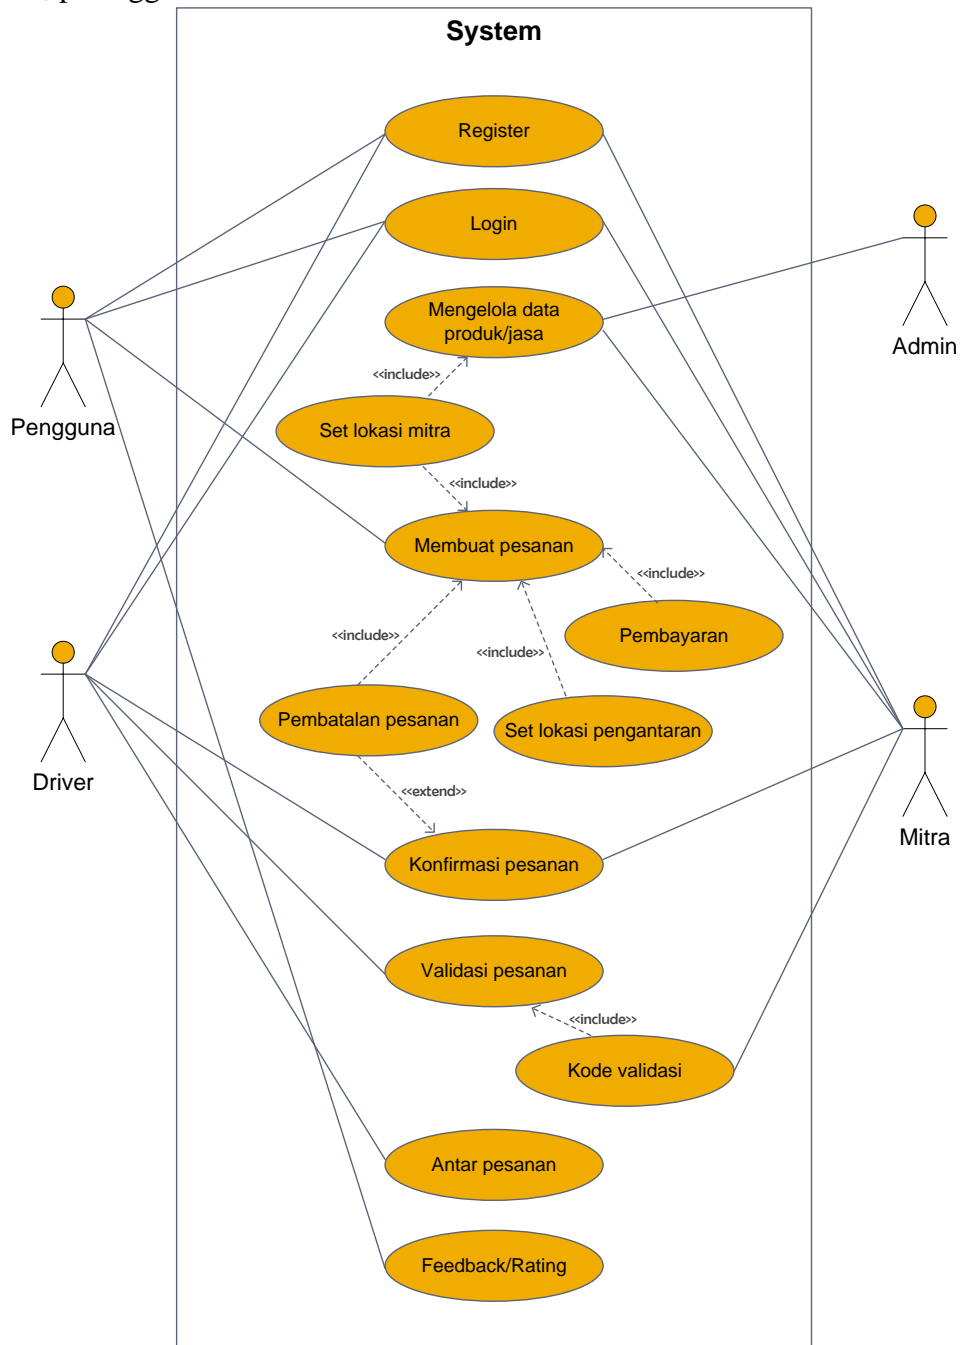 System
Register
Login
Mengelola data
produk/jasa
Admin
<<include>>
Pengguna
Set lokasi mitra
<<include>>
Membuat pesanan
<<include>>
<<include>>
Pembayaran
<<include>>
Pembatalan pesanan
Set lokasi pengantaran
Driver
<<extend>>
Mitra
Konfirmasi pesanan
Validasi pesanan
<<include>>
Kode validasi
Antar pesanan
Feedback/Rating